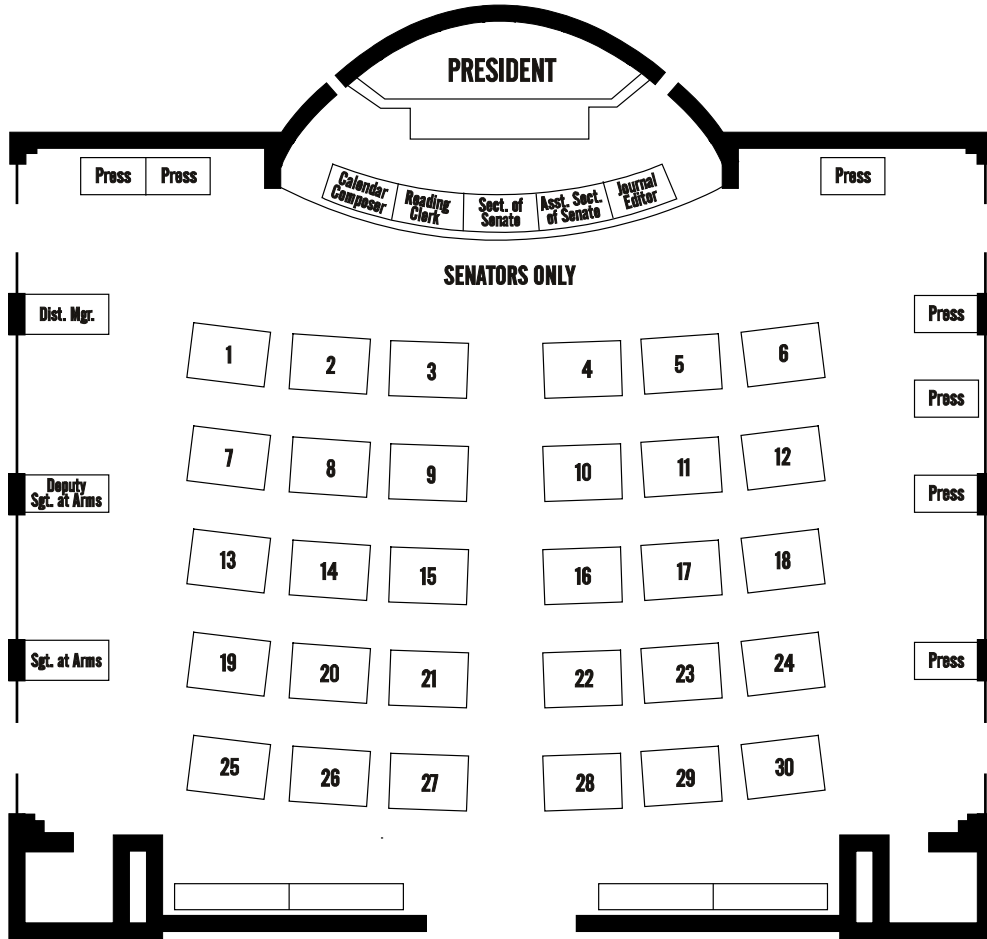 PRESIDENT
Press
Press
Press
Calendar
Composer
Reading
Clerk
Sect. of
Senate
Asst. Sect.
of Senate
Journal
Editor
SENATORS ONLY
Dist. Mgr.
Press
1
2
3
4
5
6
Press
7
8
9
10
11
12
Deputy
Sgt. at Arms
Press
13
14
15
16
17
18
Sgt. at Arms
19
20
21
22
23
24
Press
25
26
27
28
29
30